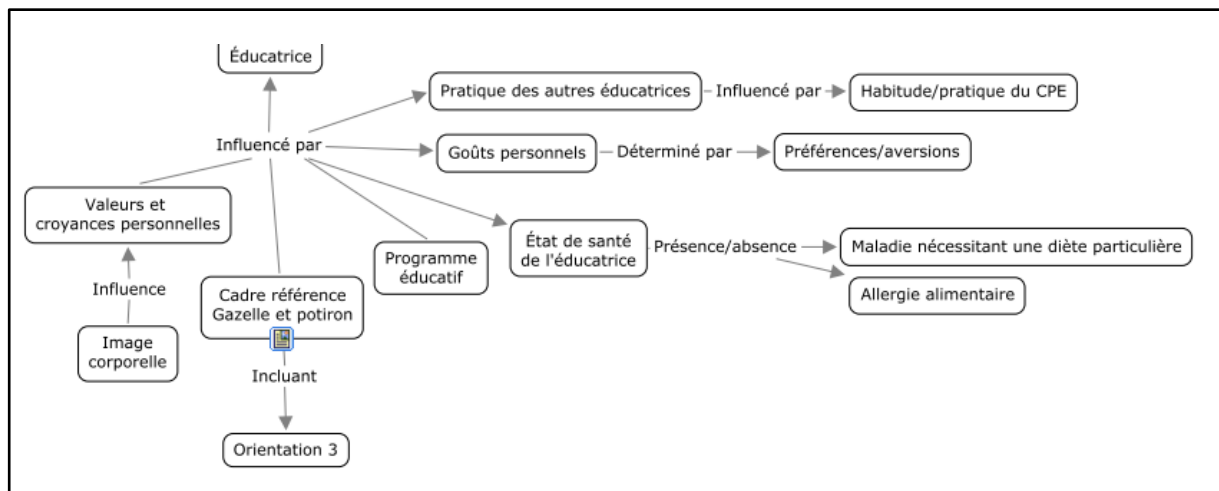 Éducatrice
Pratique des autres éducatrices
Influencé par
Habitude/pratique du CPE
Influencé par
Goûts personnels
Déterminé par
Préférences/aversions
Valeurs et
croyances personnelles
État de santé
de l'éducatrice
Présence/absence
Maladie nécessitant une diète particulière
Programme
éducatif
Influence
Cadre référence
Gazelle et potiron
Allergie alimentaire
Image
corporelle
Incluant
Orientation 3